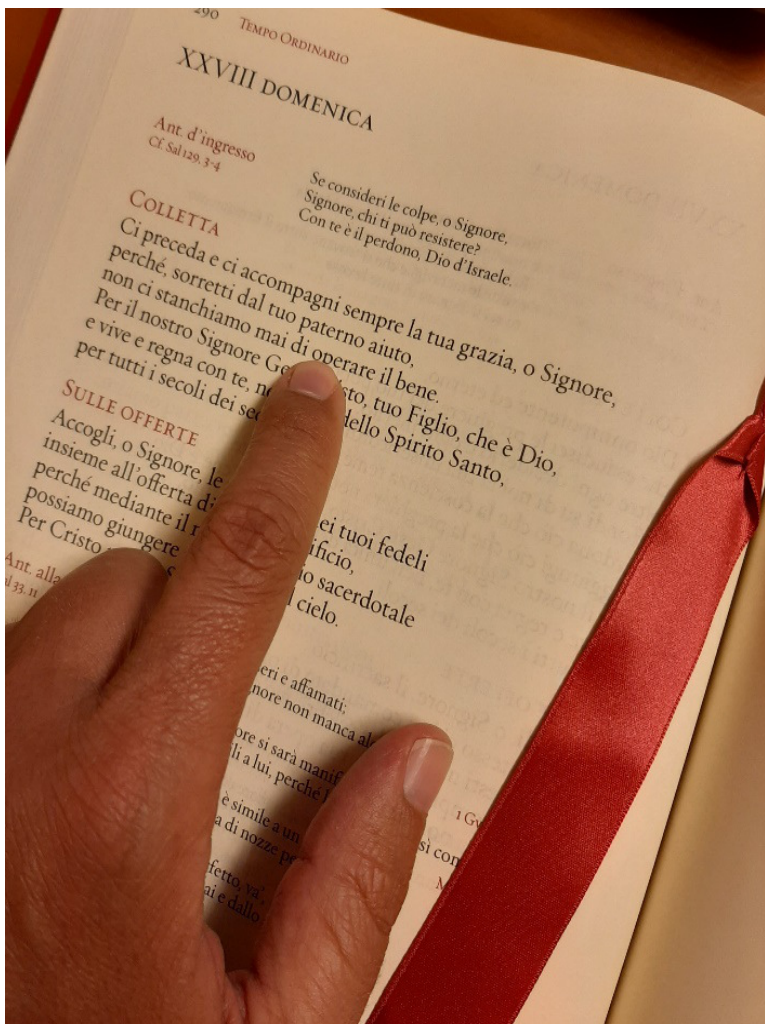 290 TEMPO ORDINARIO
XXVIII DOMENICA
Ant. d'ingresso
Cf. Sal 129, 3-4
Se consideri le colpe, o Signore,
Signore, chi ti può resistere?
Con te è il perdono, Dio d'Israele.
COLLETTA
Ci preceda e ci accompagni sempre la tua grazia, o Signore,
perché, sorretti dal tuo paterno aiuto,
non ci stanchiamo mai di operare il bene.
Per il nostro Signore Ge sto, tuo Figlio, che è Dio,
e vive e regna con te, ne dello Spirito Santo,
per tutti i secoli dei sec
SULLE OFFERTE
Accogli, o Signore, le ei tuoi fedeli
insieme all'offerta di ificio,
perché mediante il io sacerdotale
possiamo giungere l cielo.
Per Cristo
Ant. alla
al 33, 11
eri e affamati;
nore non manca alc
ore si sarà manif
ili a lui, perché l
1 G
è simile a un sì con
a di nozze pe
M
fetto, va',
ai e dallo